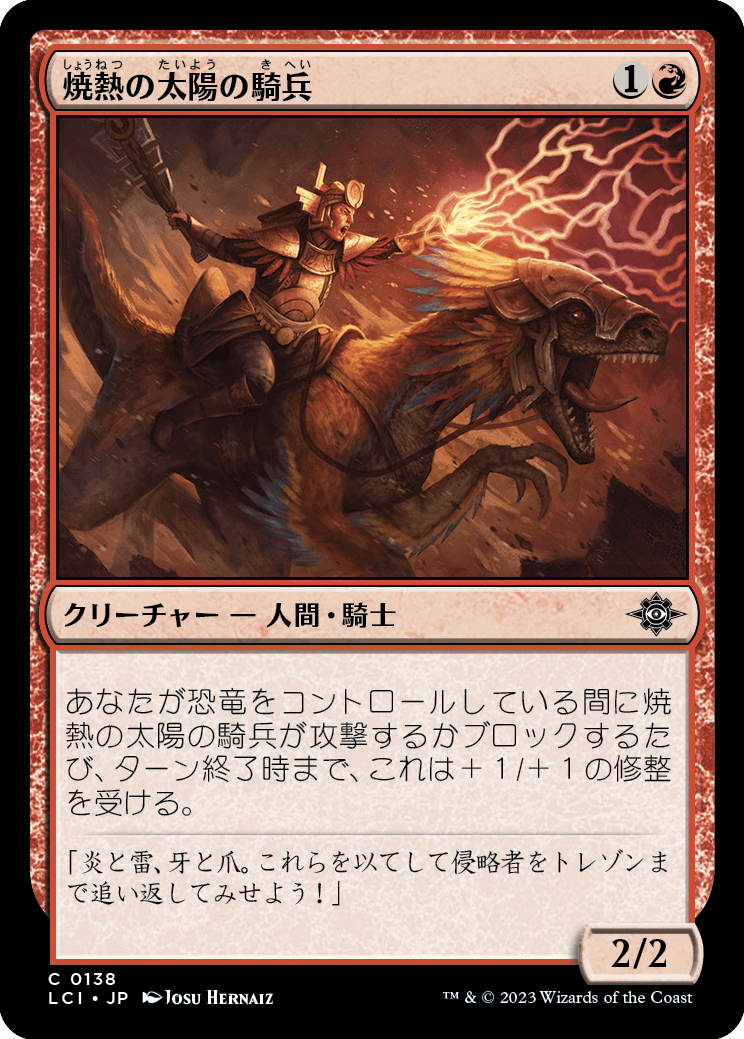 しょうねつ たいよう きへい
焼熱の太陽の騎兵 1
クリーチャー — 人間・騎士
あなたが恐竜をコントロールしている間に焼
熱の太陽の騎兵が攻撃するかブロックするた
び、ターン終了時まで、これは＋１/＋１の修整
を受ける。
「炎と雷、牙と爪。これらを以てして侵略者をトレゾンま
で追い返してみせよう！」
2/2
C 0138
LCI • JP Josu Hernaiz
™ & © 2023 Wizards of the Coast